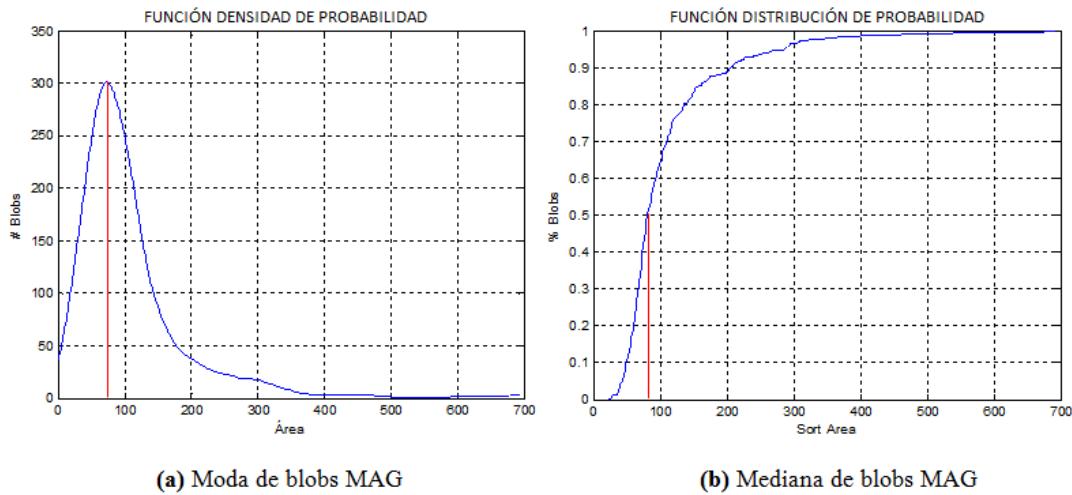 FUNCIÓN DENSIDAD DE PROBABILIDAD
350
300
250
200
150
100
50
0
# Blobs
0 100 200 300 400 500 600 700
Área
(a) Moda de blobs MAG
FUNCIÓN DISTRIBUCIÓN DE PROBABILIDAD
1
0.9
0.8
0.7
0.6
0.5
0.4
0.3
0.2
0.1
0
% Blobs
0 100 200 300 400 500 600 700
Sort Area
(b) Mediana de blobs MAG